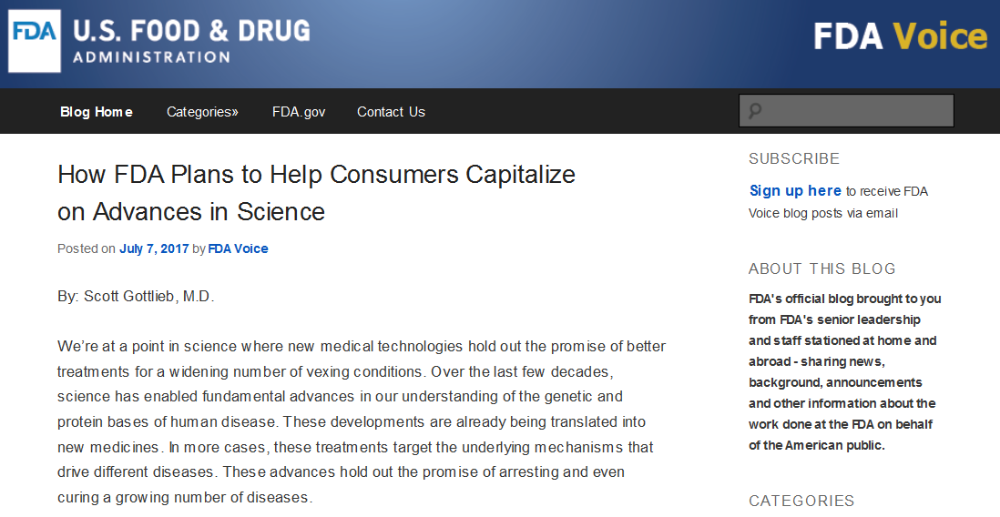 FDA
U.S. FOOD & DRUG
ADMINISTRATION
FDA Voice
Blog Home
Categories»
FDA.gov
Contact Us
How FDA Plans to Help Consumers Capitalize
on Advances in Science
Posted on July 7, 2017 by FDA Voice
By: Scott Gottlieb, M.D.
We’re at a point in science where new medical technologies hold out the promise of better
treatments for a widening number of vexing conditions. Over the last few decades,
science has enabled fundamental advances in our understanding of the genetic and
protein bases of human disease. These developments are already being translated into
new medicines. In more cases, these treatments target the underlying mechanisms that
drive different diseases. These advances hold out the promise of arresting and even
curing a growing number of diseases.
SUBSCRIBE
Sign up here to receive FDA
Voice blog posts via email
ABOUT THIS BLOG
FDA's official blog brought to you
from FDA's senior leadership
and staff stationed at home and
abroad - sharing news,
background, announcements
and other information about the
work done at the FDA on behalf
of the American public.
CATEGORIES